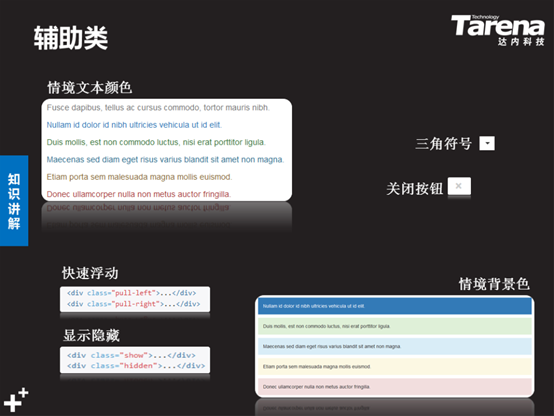 辅助类
Technology
Tarena
达内科技
情境文本颜色
Fusce dapibus, tellus ac cursus commodo, tortor mauris nibh.
Nullam id dolor id nibh ultricies vehicula ut id elit.
Duis mollis, est non commodo luctus, nisi erat porttitor ligula.
Maecenas sed diam eget risus varius blandit sit amet non magna.
Etiam porta sem malesuada magna mollis euismod.
Donec ullamcorper nulla non metus auctor fringilla.
三角符号
关闭按钮
×
知识讲解
快速浮动
<div class="pull-left">...</div>
<div class="pull-right">...</div>
显示隐藏
<div class="show">...</div>
<div class="hidden">...</div>
情境背景色
Nullam id dolor id nibh ultricies vehicula ut id elit.
Duis mollis, est non commodo luctus, nisi erat porttitor ligula.
Maecenas sed diam eget risus varius blandit sit amet non magna.
Etiam porta sem malesuada magna mollis euismod.
Donec ullamcorper nulla non metus auctor fringilla.